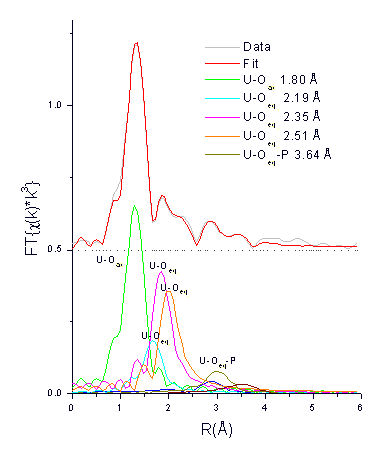 Data
Fit
U-Oax 1.80 Å
U-Oeq 2.19 Å
U-Oeq 2.35 Å
U-Oeq 2.51 Å
U-Oeq-P 3.64 Å
1.0
0.5
0.0
FT{χ(k)*k³}
U-Oax
U-Oeq
U-Oeq
U-Oeq
U-Oeq-P
0 1 2 3 4 5 6
R(Å)